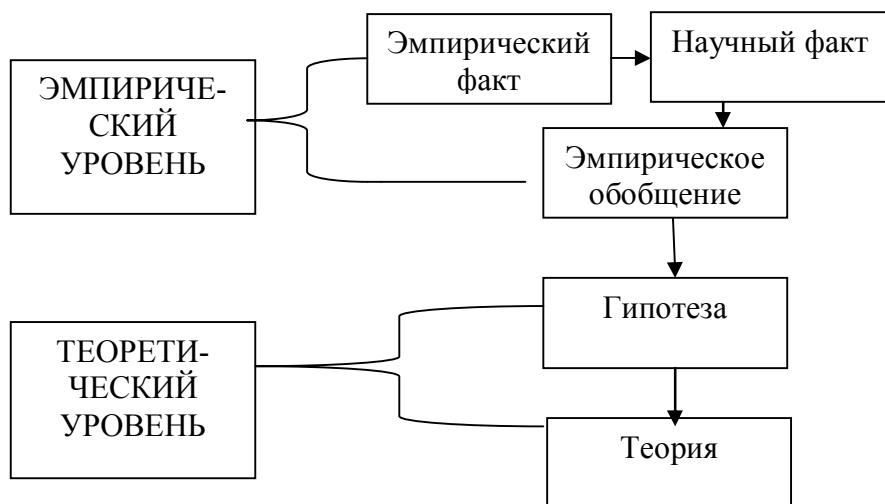 Эмпирический
факт
Научный факт
ЭМПИРИЧЕ-
СКИЙ
УРОВЕНЬ
Эмпирическое
обобщение
Гипотеза
ТЕОРЕТИ-
ЧЕСКИЙ
УРОВЕНЬ
Теория